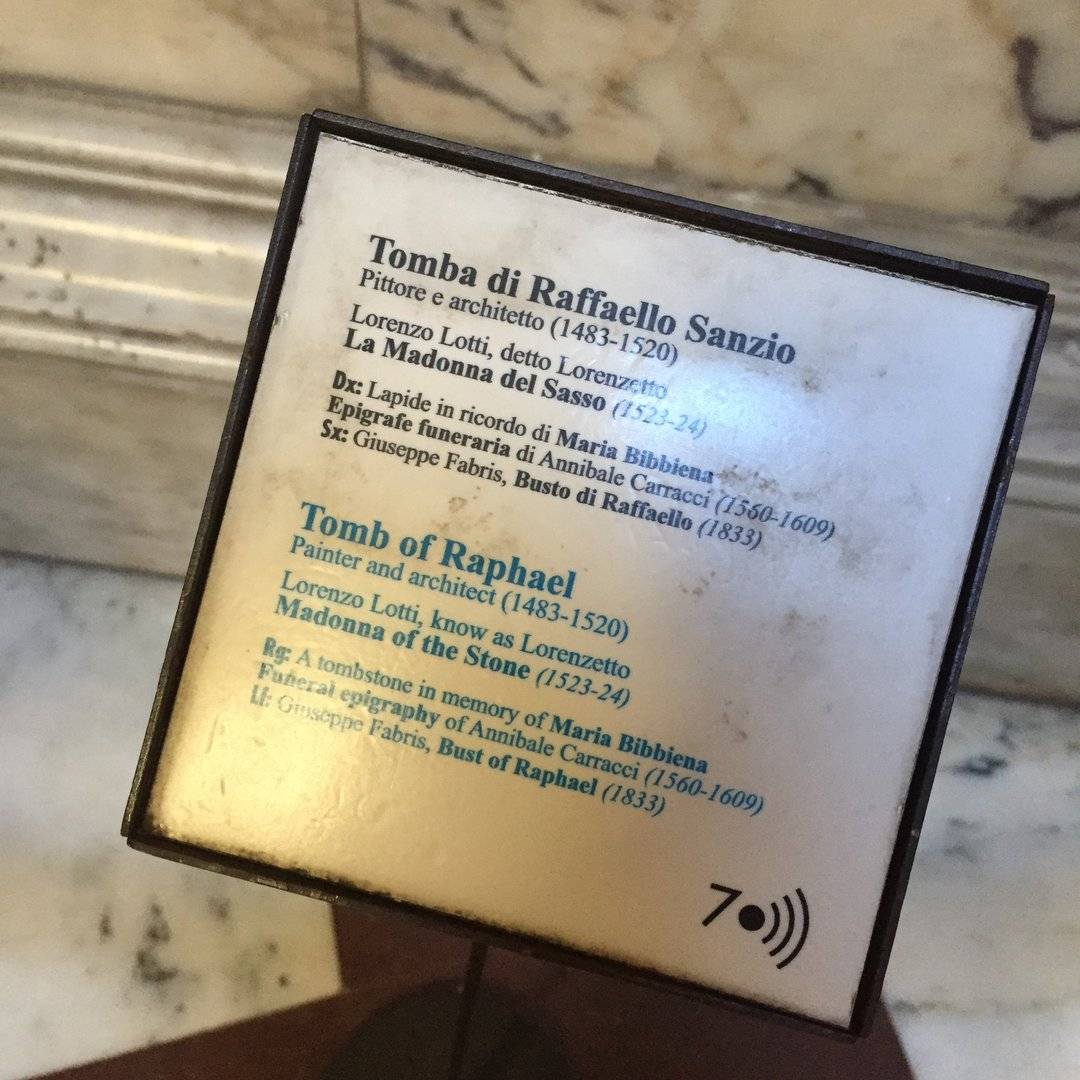 Tomba di Raffaello Sanzio
Pittore e architetto (1483-1520)
Lorenzo Lotti, detto Lorenzetto
La Madonna del Sasso (1523-24)
Dx: Lapide in ricordo di Maria Bibbiena
Epigrafe funeraria di Annibale Carracci (1560-1609)
Sx: Giuseppe Fabris, Busto di Raffaello (1833)
Tomb of Raphael
Painter and architect (1483-1520)
Lorenzo Lotti, know as Lorenzetto
Madonna of the Stone (1523-24)
Rg: A tombstone in memory of Maria Bibbiena
Funeral epigraphy of Annibale Carracci (1560-1609)
Lf: Giuseppe Fabris, Bust of Raphael (1833)
7